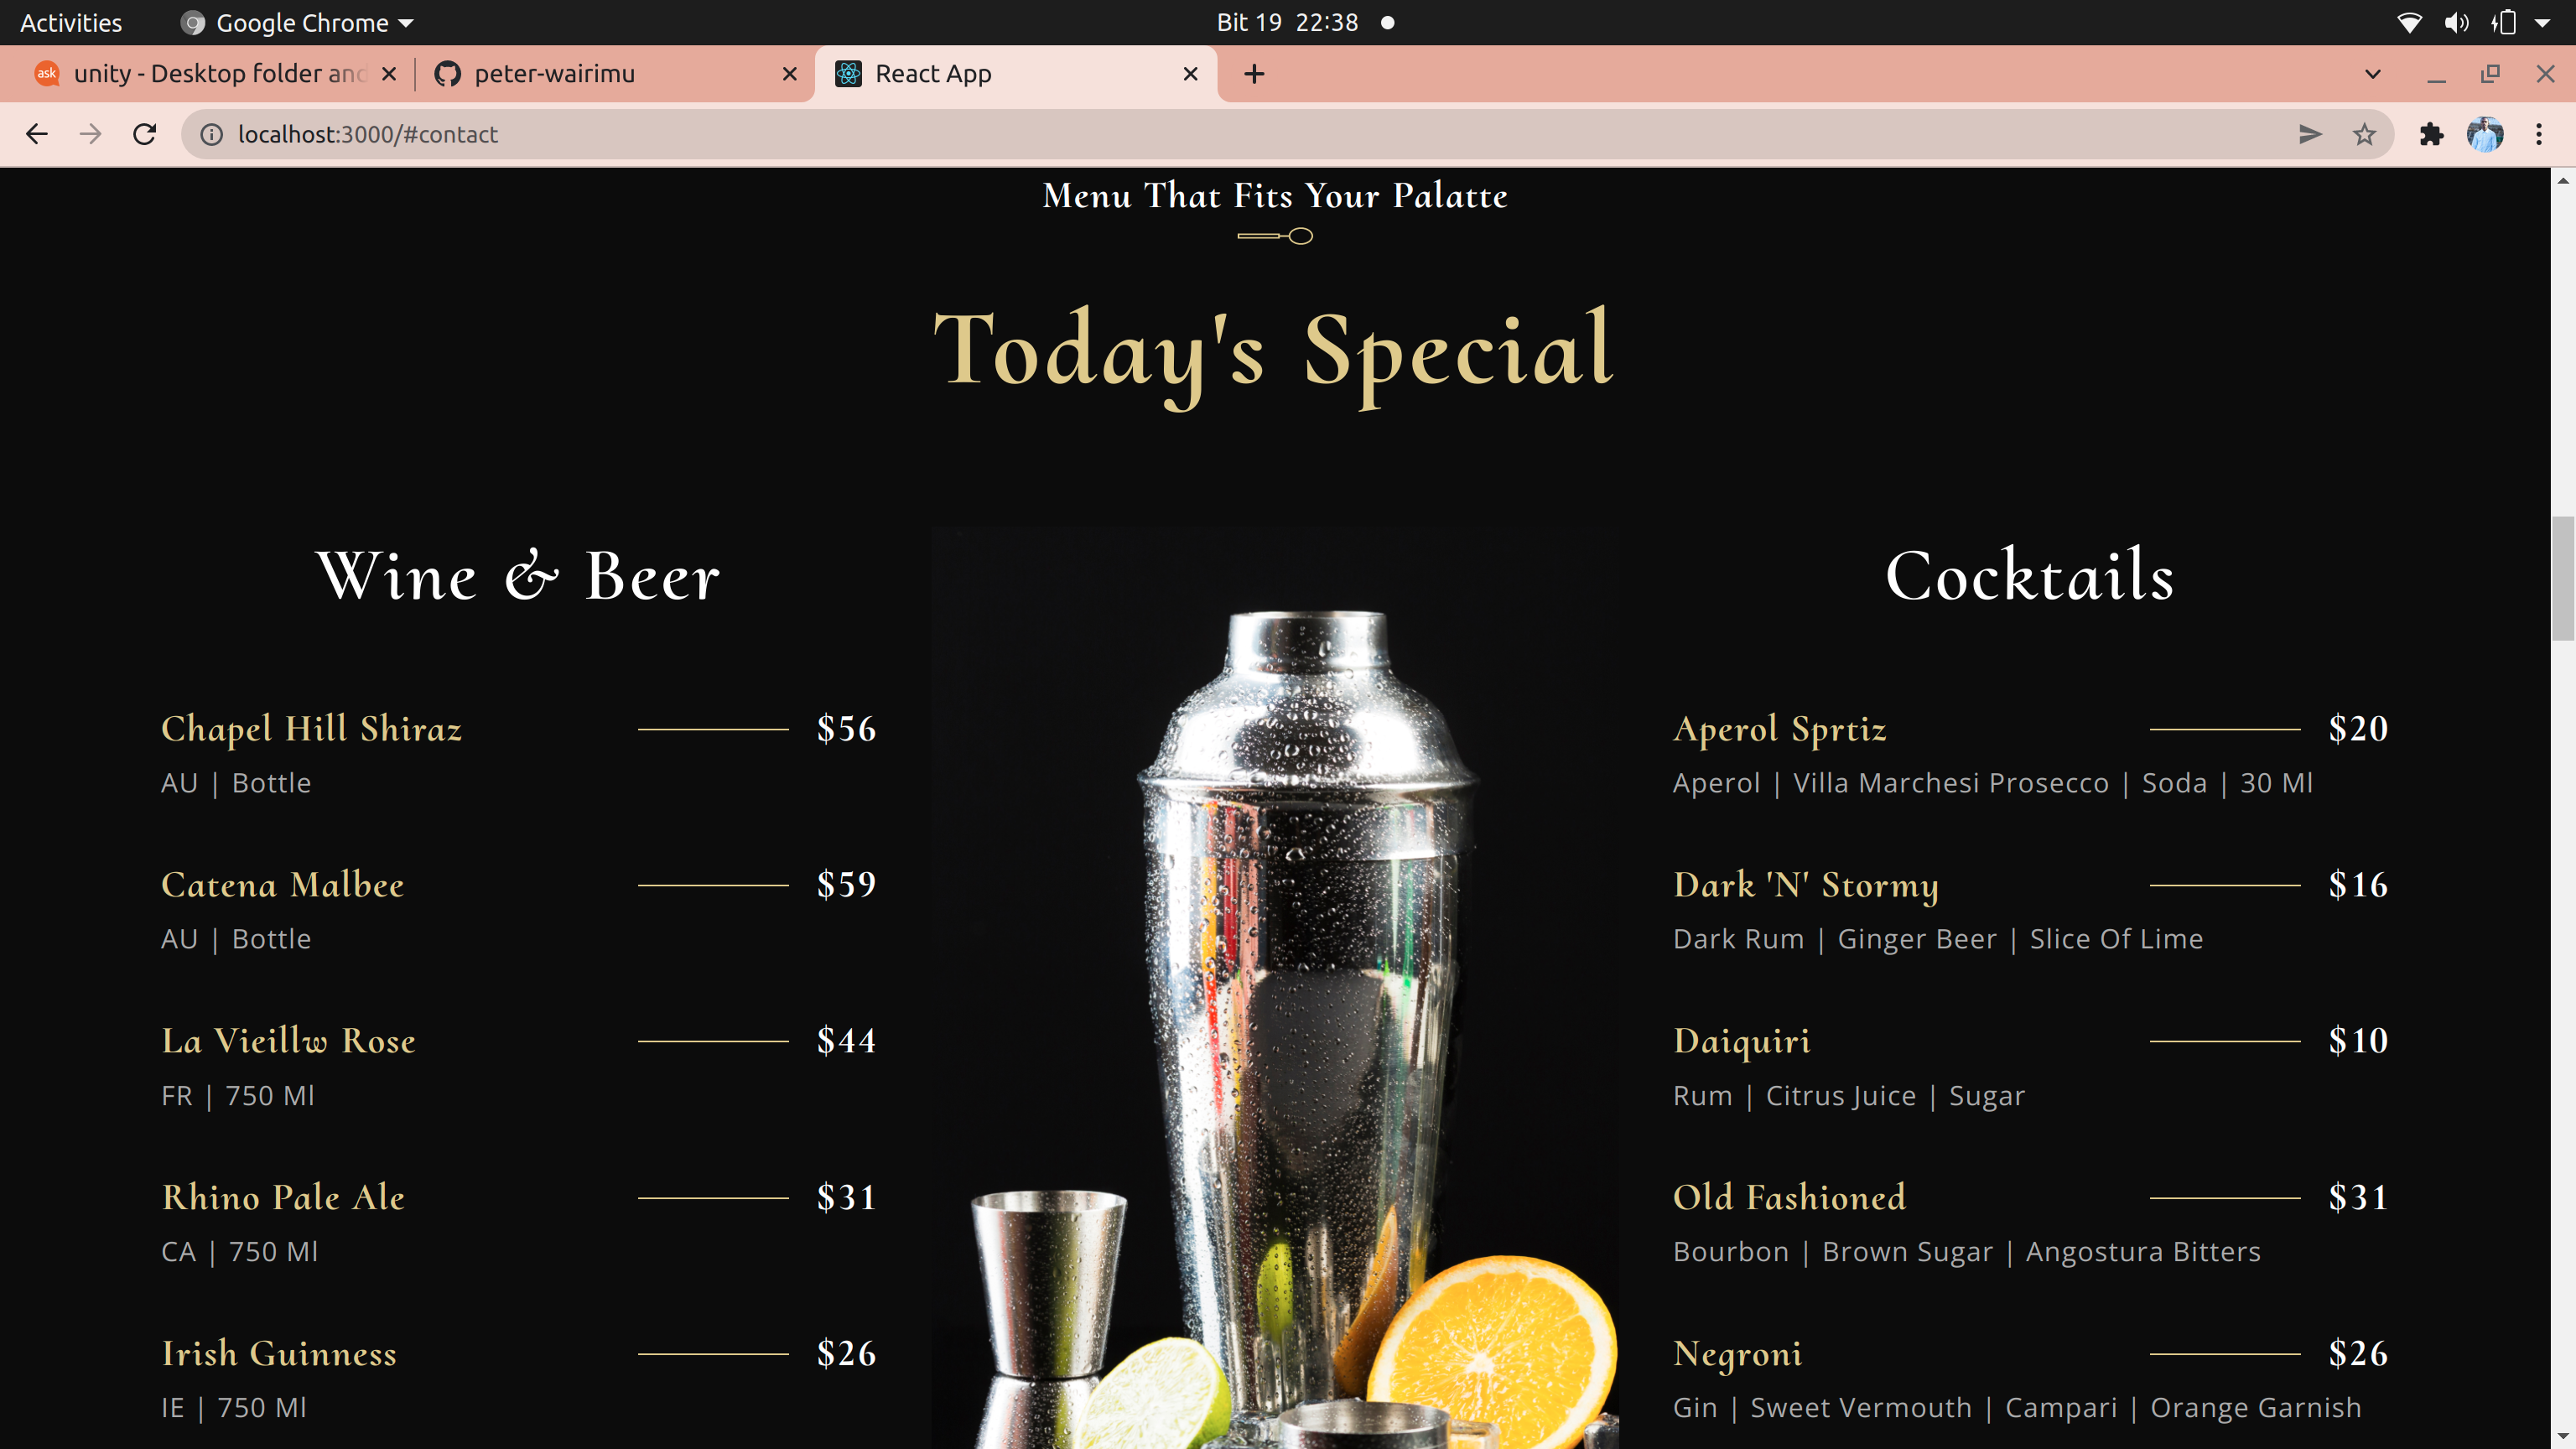 Activities Google Chrome Bit 19 22:38
ask unity - Desktop folder and peter-wairimu React App
localhost:3000/#contact
Menu That Fits Your Palatte
Today's Special
Wine & Beer
Chapel Hill Shiraz $56
AU | Bottle
Catena Malbee $59
AU | Bottle
La Vieillw Rose $44
FR | 750 Ml
Rhino Pale Ale $31
CA | 750 Ml
Irish Guinness $26
IE | 750 Ml
Cocktails
Aperol Sprtiz $20
Aperol | Villa Marchesi Prosecco | Soda | 30 Ml
Dark 'N' Stormy $16
Dark Rum | Ginger Beer | Slice Of Lime
Daiquiri $10
Rum | Citrus Juice | Sugar
Old Fashioned $31
Bourbon | Brown Sugar | Angostura Bitters
Negroni $26
Gin | Sweet Vermouth | Campari | Orange Garnish